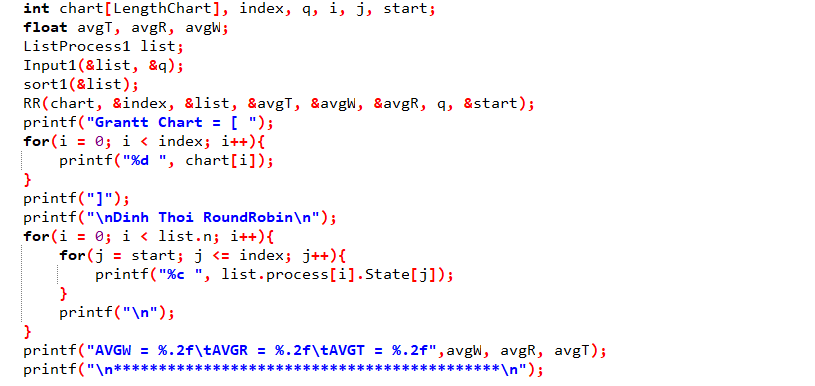 int chart[LengthChart], index, q, i, j, start;
float avgT, avgR, avgW;
ListProcess1 list;
Input1(&list, &q);
sort1(&list);
RR(chart, &index, &list, &avgT, &avgW, &avgR, q, &start);
printf("Grantt Chart = [ ");
for(i = 0; i < index; i++){
    printf("%d ", chart[i]);
}
printf("]");
printf("\nDinh Thoi RoundRobin\n");
for(i = 0; i < list.n; i++){
    for(j = start; j <= index; j++){
        printf("%c ", list.process[i].State[j]);
    }
    printf("\n");
}
printf("AVGW = %.2f\tAVGR = %.2f\tAVGT = %.2f",avgW, avgR, avgT);
printf("\n*******************************************\n");